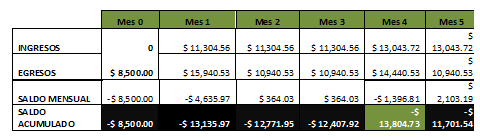 Mes 0 Mes 1 Mes 2 Mes 3 Mes 4 Mes 5
INGRESOS 0 $ 11,304.56 $ 11,304.56 $ 11,304.56 $ 13,043.72 $ 13,043.72
EGRESOS $ 8,500.00 $ 15,940.53 $ 10,940.53 $ 10,940.53 $ 14,440.53 $ 10,940.53
SALDO MENSUAL -$ 8,500.00 -$ 4,635.97 $ 364.03 $ 364.03 -$ 1,396.81 $ 2,103.19
SALDO ACUMULADO -$ 8,500.00 -$ 13,135.97 -$ 12,771.95 -$ 12,407.92 -$ 13,804.73 -$ 11,701.54